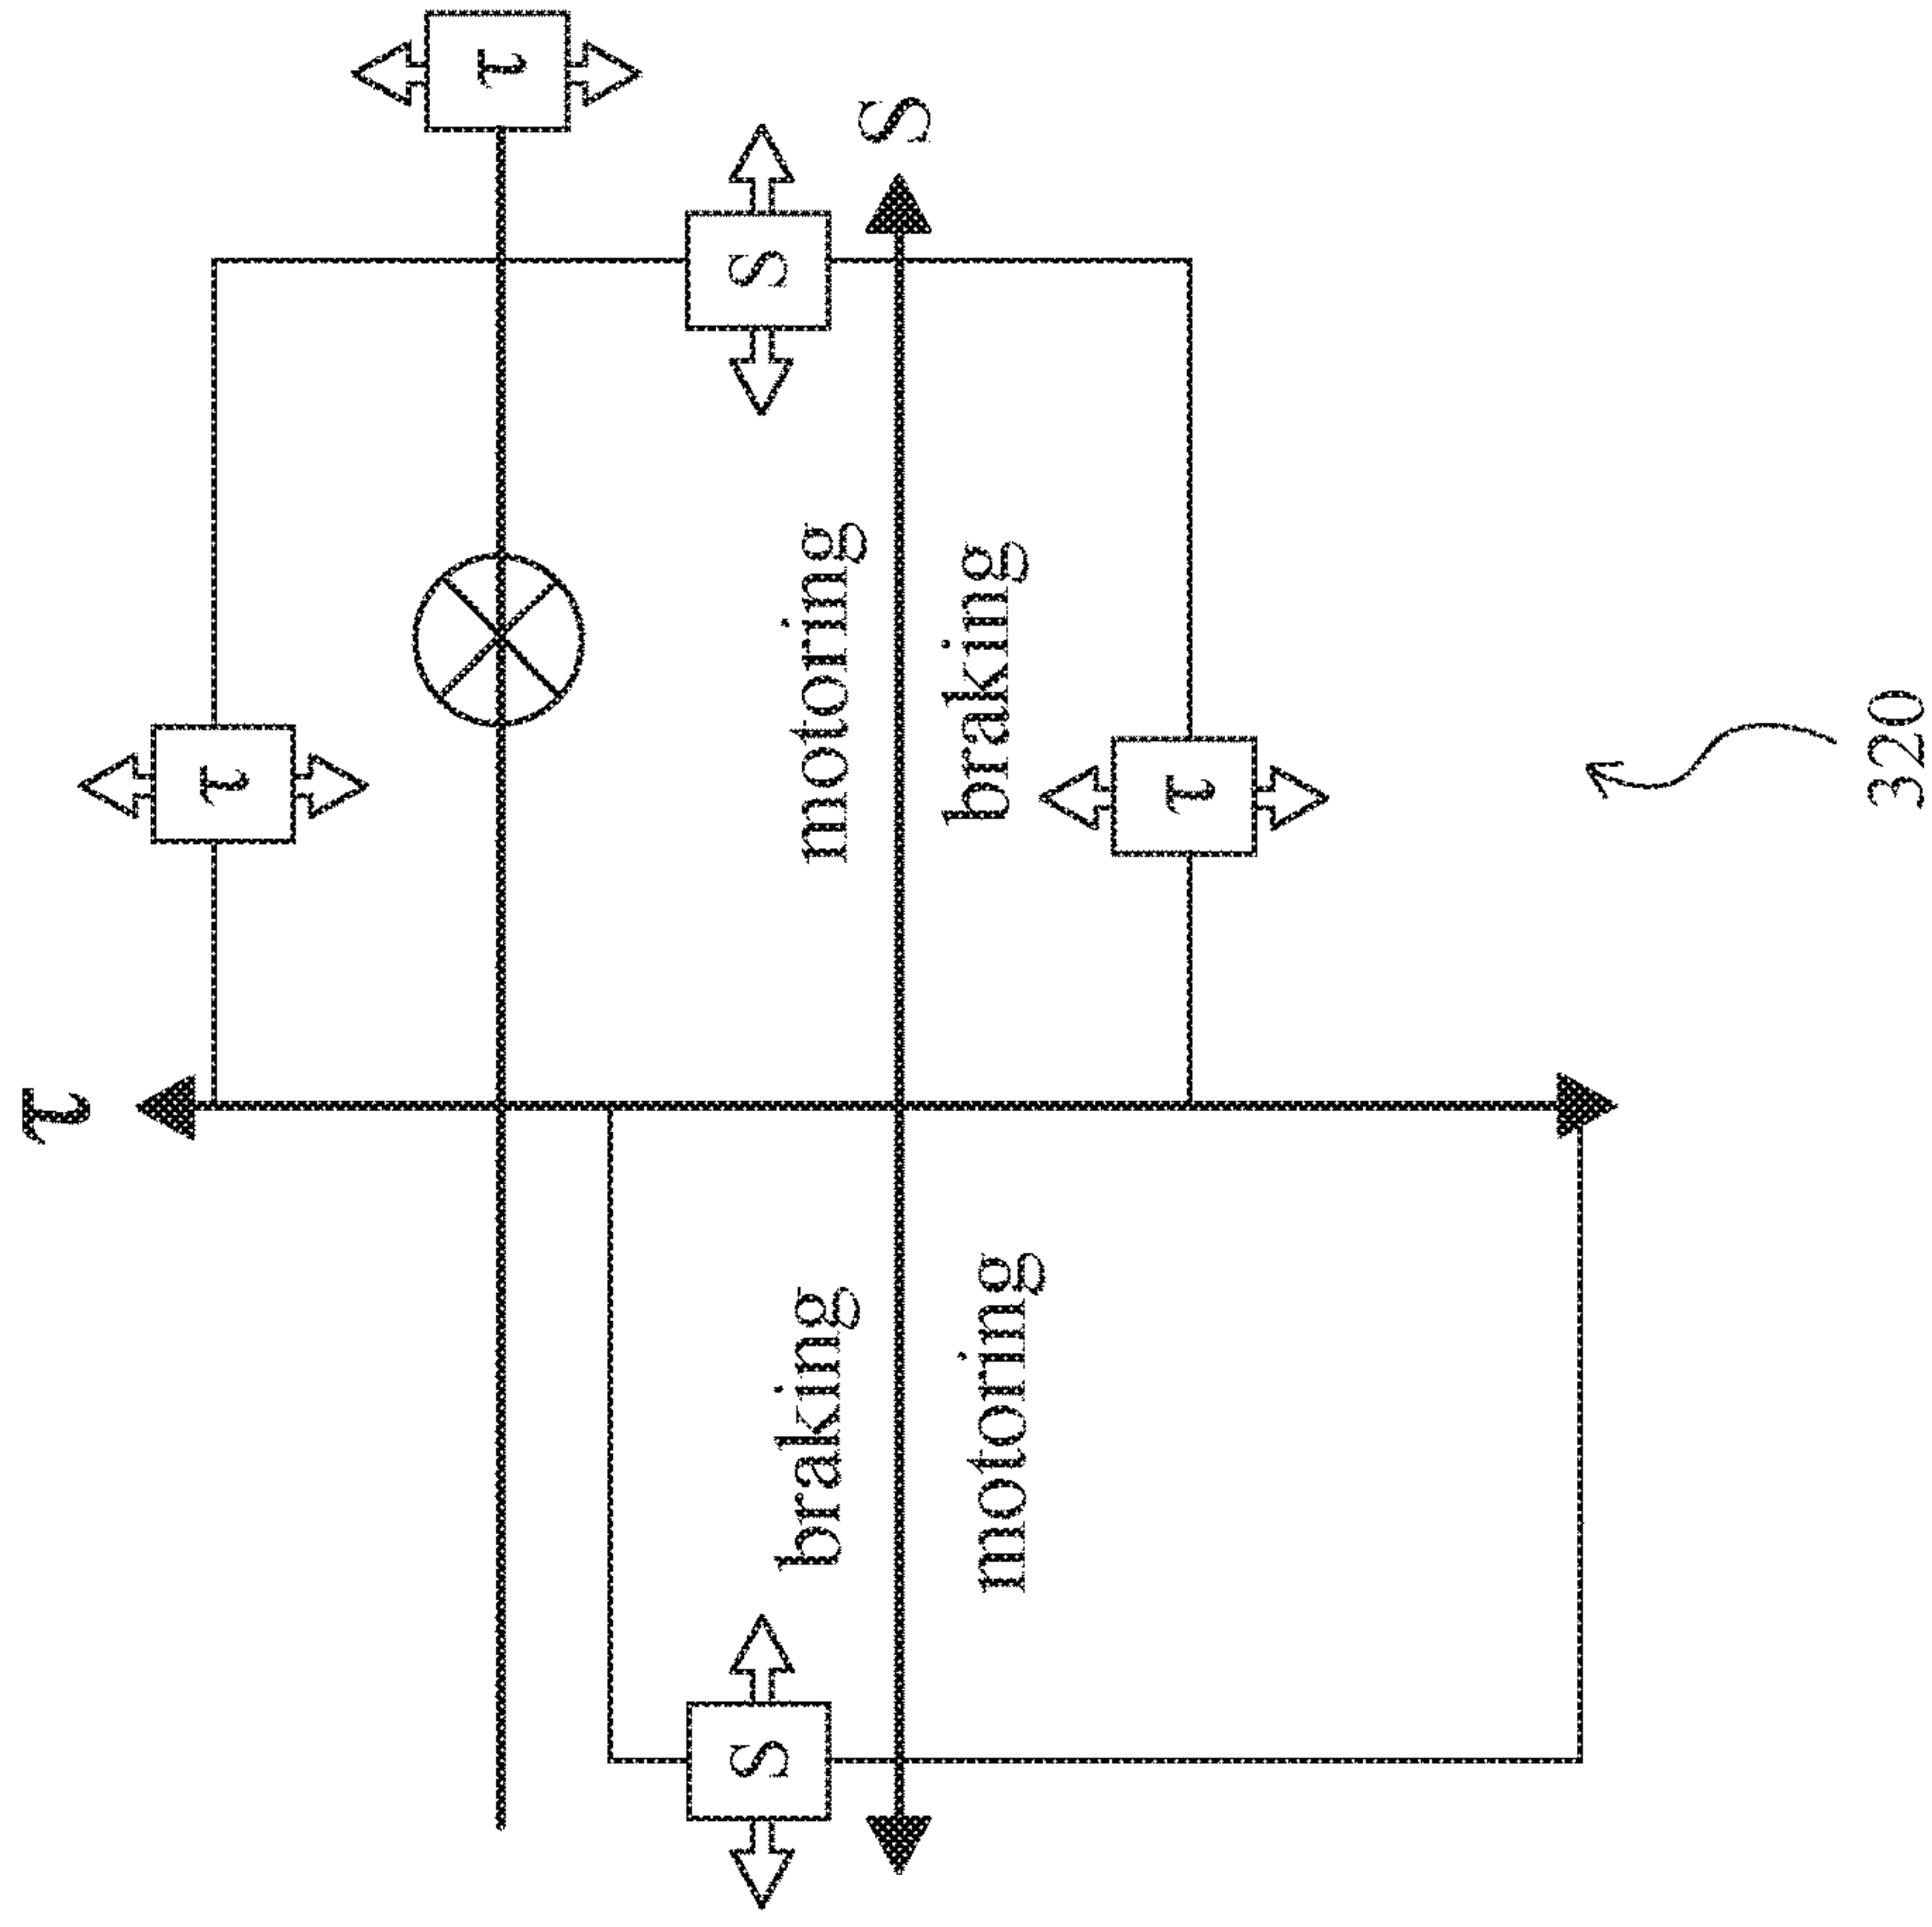 τ
τ
τ
S
S
braking
motoring
S
motoring
braking
τ
320